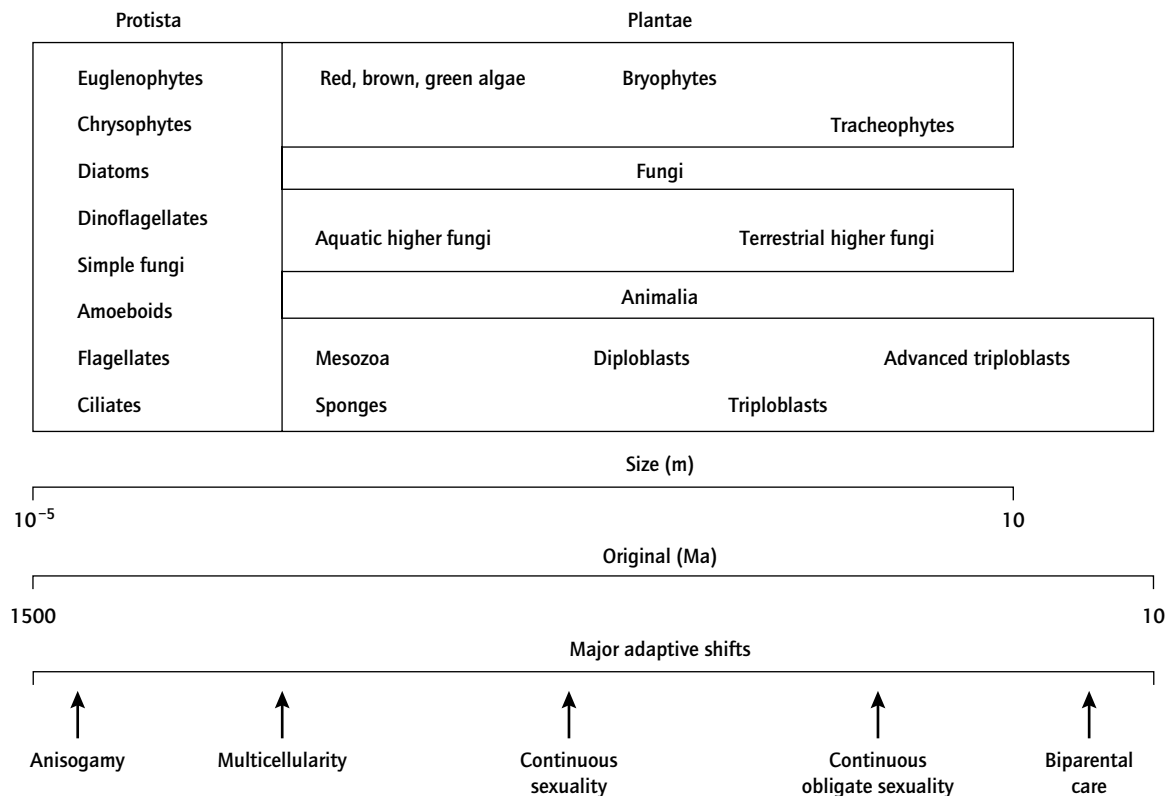 Protista Plantae
Euglenophytes Red, brown, green algae Bryophytes
Chrysophytes Tracheophytes
Diatoms Fungi
Dinoflagellates
Aquatic higher fungi Terrestrial higher fungi
Simple fungi
Animalia
Amoeboids
Flagellates Mesozoa Diploblasts Advanced triploblasts
Ciliates Sponges Triploblasts
Size (m)
10⁻⁵ 10
Original (Ma)
1500 10
Major adaptive shifts
Anisogamy Multicellularity Continuous Continuous Biparental
sexuality obligate sexuality care